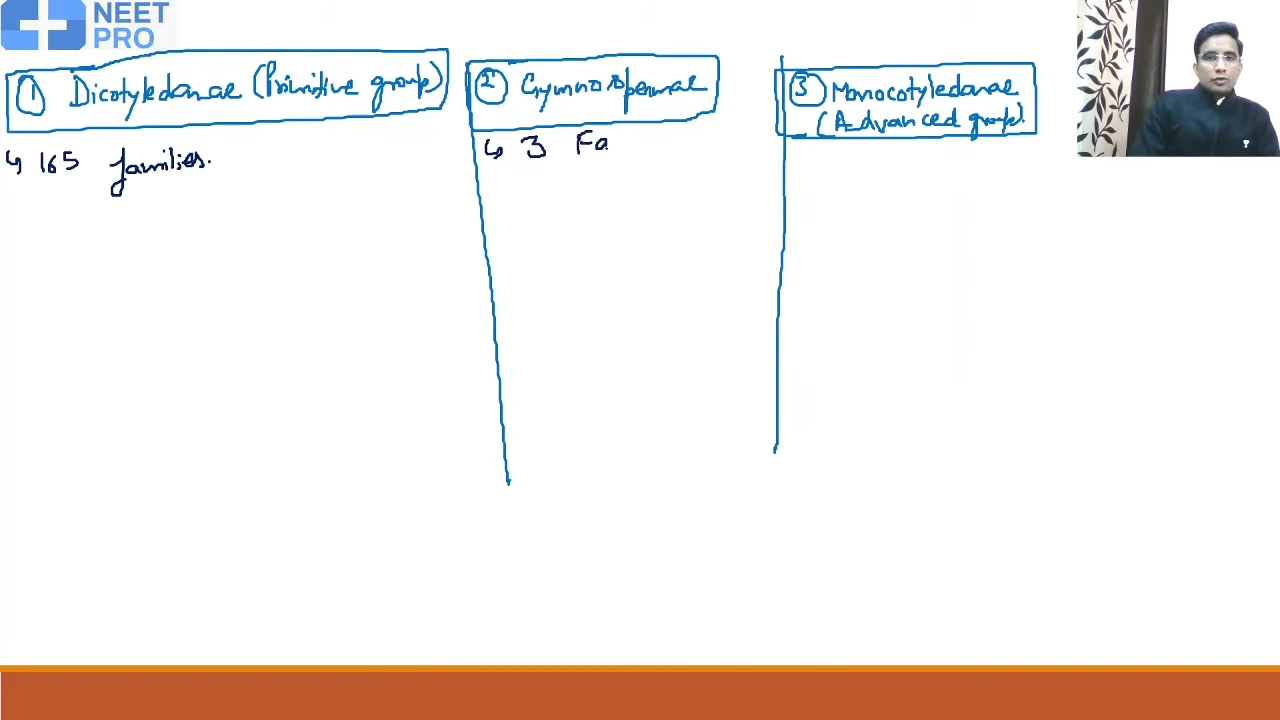 NEET
PRO
1 Dicotyledonae (Primitive group)
↳ 165 families.
2 Gymnospermae
↳ 3 Fa
3 Monocotyledonae
(Advanced group).